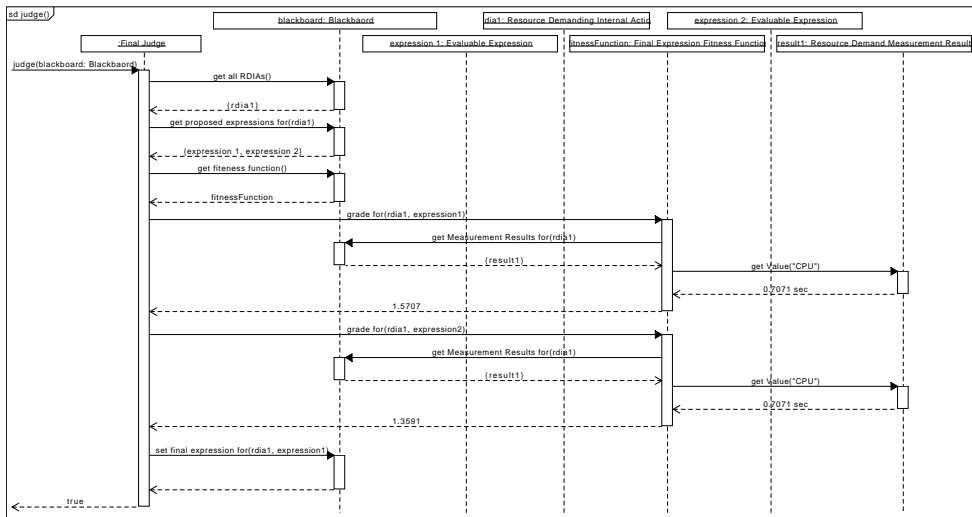 sd judge()
blackboard: Blackbaord
rdia1: Resource Demanding Internal Actio
expression 2: Evaluable Expression
:Final Judge
expression 1: Evaluable Expression
fitnessFunction: Final Expression Fitness Function
result1: Resource Demand Measurement Result
judge(blackboard: Blackbaord)
get all RDIAs()
{rdia1}
get proposed expressions for(rdia1)
{expression 1, expression 2}
get fiteness function()
fitnessFunction
grade for(rdia1, expression1)
get Measurement Results for(rdia1)
{result1}
get Value("CPU")
0.7071 sec
1.5707
grade for(rdia1, expression2)
get Measurement Results for(rdia1)
{result1}
get Value("CPU")
0.7071 sec
1.3591
set final expression for(rdia1, expression1)
true